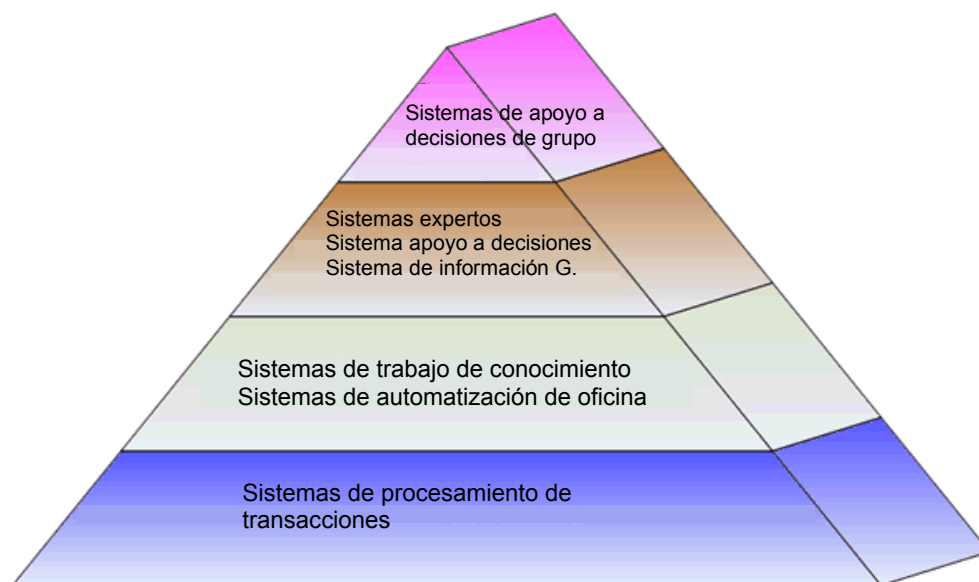 Sistemas de apoyo a
decisiones de grupo
Sistemas expertos
Sistema apoyo a decisiones
Sistema de información G.
Sistemas de trabajo de conocimiento
Sistemas de automatización de oficina
Sistemas de procesamiento de
transacciones